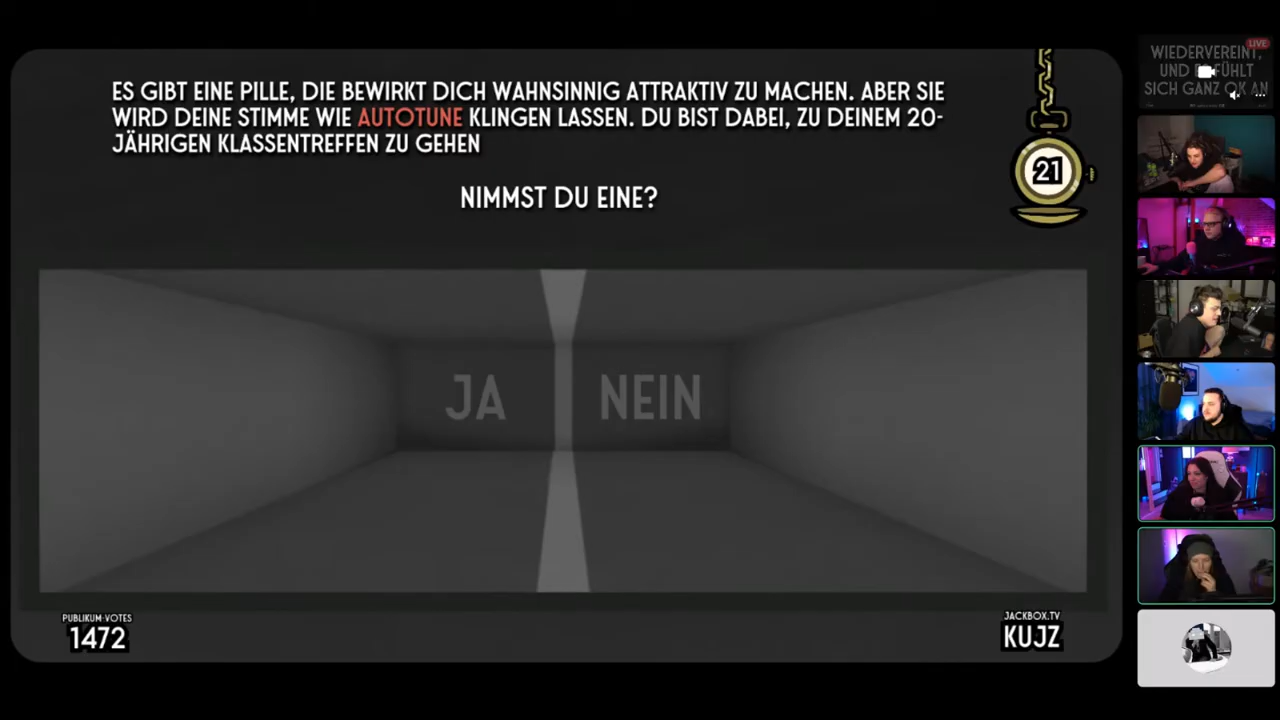 ES GIBT EINE PILLE, DIE BEWIRKT DICH WAHNSINNIG ATTRAKTIV ZU MACHEN. ABER SIE
WIRD DEINE STIMME WIE AUTOTUNE KLINGEN LASSEN. DU BIST DABEI, ZU DEINEM 20-
JÄHRIGEN KLASSENTREFFEN ZU GEHEN
NIMMST DU EINE?
21
JA
NEIN
PUBLIKUM-VOTES
1472
JACKBOX.TV
KUJZ
LIVE
WIEDERVEREINT,
UND FÜHLT
SICH GANZ OK AN